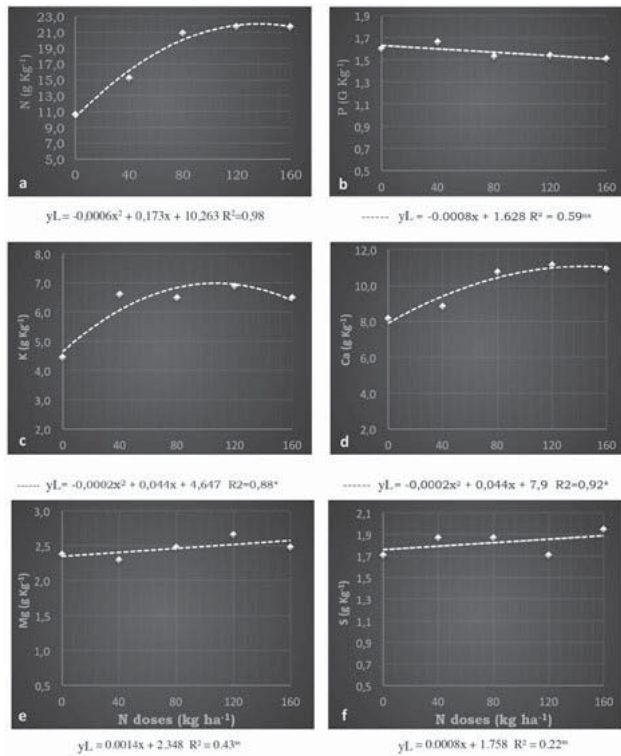 23,0
21,0
19,0
17,0
15,0
13,0
11,0
9,0
7,0
5,0
N (g Kg⁻¹)
a
0 40 80 120 160
yL = -0,0006x² + 0,173x + 10,263 R²=0,98
1,9
1,7
1,5
1,3
1,1
0,9
0,7
0,5
P (G KG⁻¹)
b
0 40 80 120 160
yL = -0.0008x + 1.628 R² = 0.59ⁿˢ
8,0
7,0
6,0
5,0
4,0
3,0
2,0
K (g Kg⁻¹)
c
0 40 80 120 160
yL= -0,0002x² + 0,044x + 4,647 R2=0,88*
12,0
10,0
8,0
6,0
4,0
2,0
Ca (g Kg⁻¹)
d
0 40 80 120 160
yL= -0,0002x² + 0,044x + 7,9 R2=0,92*
3,0
2,5
2,0
1,5
1,0
0,5
Mg (g Kg⁻¹)
e
0 40 80 120 160
N doses (kg ha⁻¹)
yL = 0.0014x + 2.348 R² = 0.43ⁿˢ
2,1
1,9
1,7
1,5
1,3
1,1
0,9
0,7
0,5
S (g Kg⁻¹)
f
0 40 80 120 160
N doses (kg ha⁻¹)
yL = 0.0008x + 1.758 R² = 0.22ⁿˢ